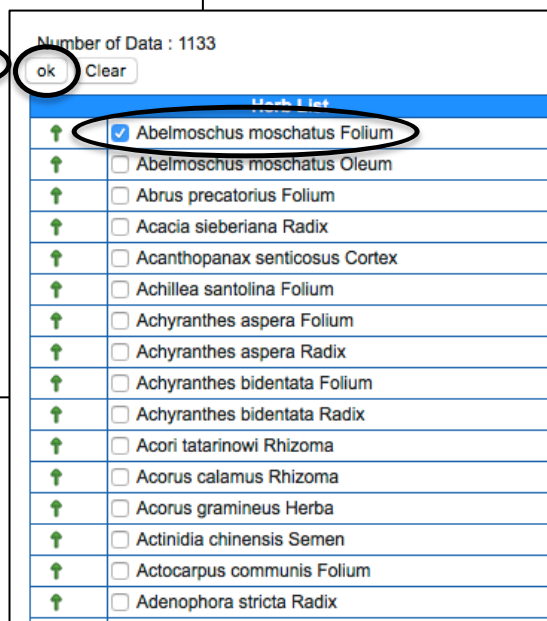 Number of Data : 1133
ok Clear
Herb List
Abelmoschus moschatus Folium
Abelmoschus moschatus Oleum
Abrus precatorius Folium
Acacia sieberiana Radix
Acanthopanax senticosus Cortex
Achillea santolina Folium
Achyranthes aspera Folium
Achyranthes aspera Radix
Achyranthes bidentata Folium
Achyranthes bidentata Radix
Acori tatarinowi Rhizoma
Acorus calamus Rhizoma
Acorus gramineus Herba
Actinidia chinensis Semen
Actocarpus communis Folium
Adenophora stricta Radix